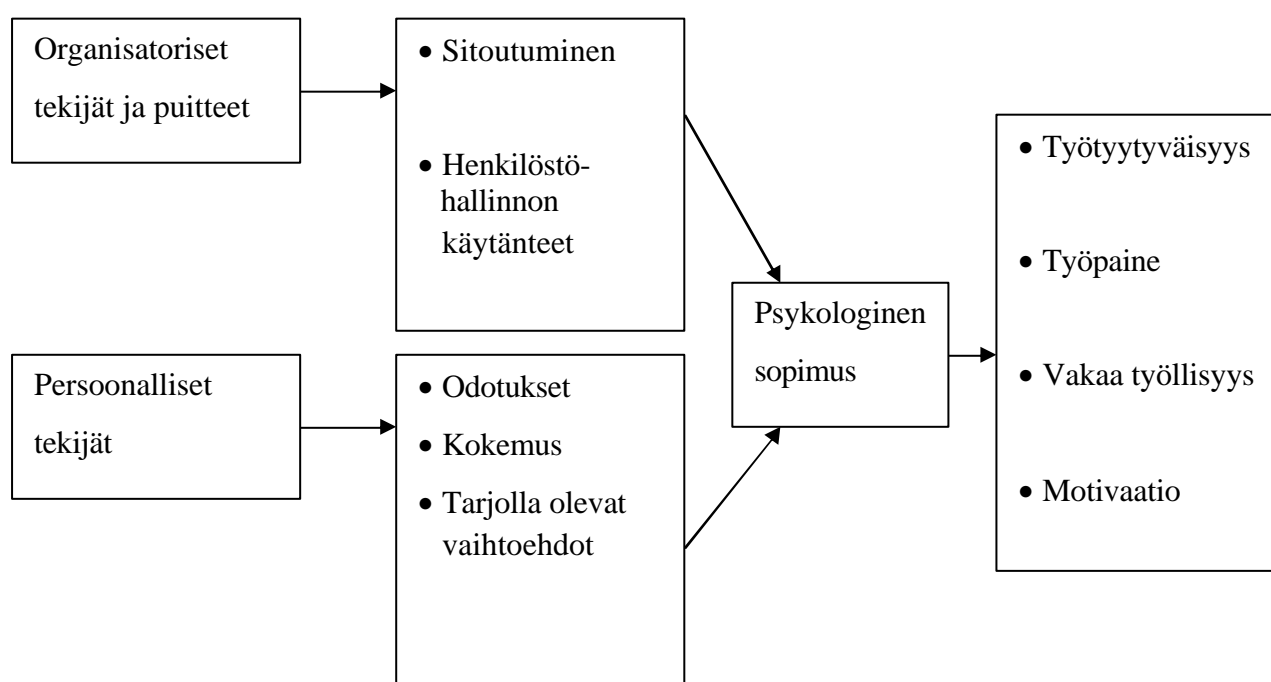 Organisatoriset
tekijät ja puitteet
• Sitoutuminen
• Henkilöstö-
hallinnon
käytänteet
Persoonalliset
tekijät
• Odotukset
• Kokemus
• Tarjolla olevat
vaihtoehdot
Psykologinen
sopimus
• Työtyytyväisyys
• Työpaine
• Vakaa työllisyys
• Motivaatio